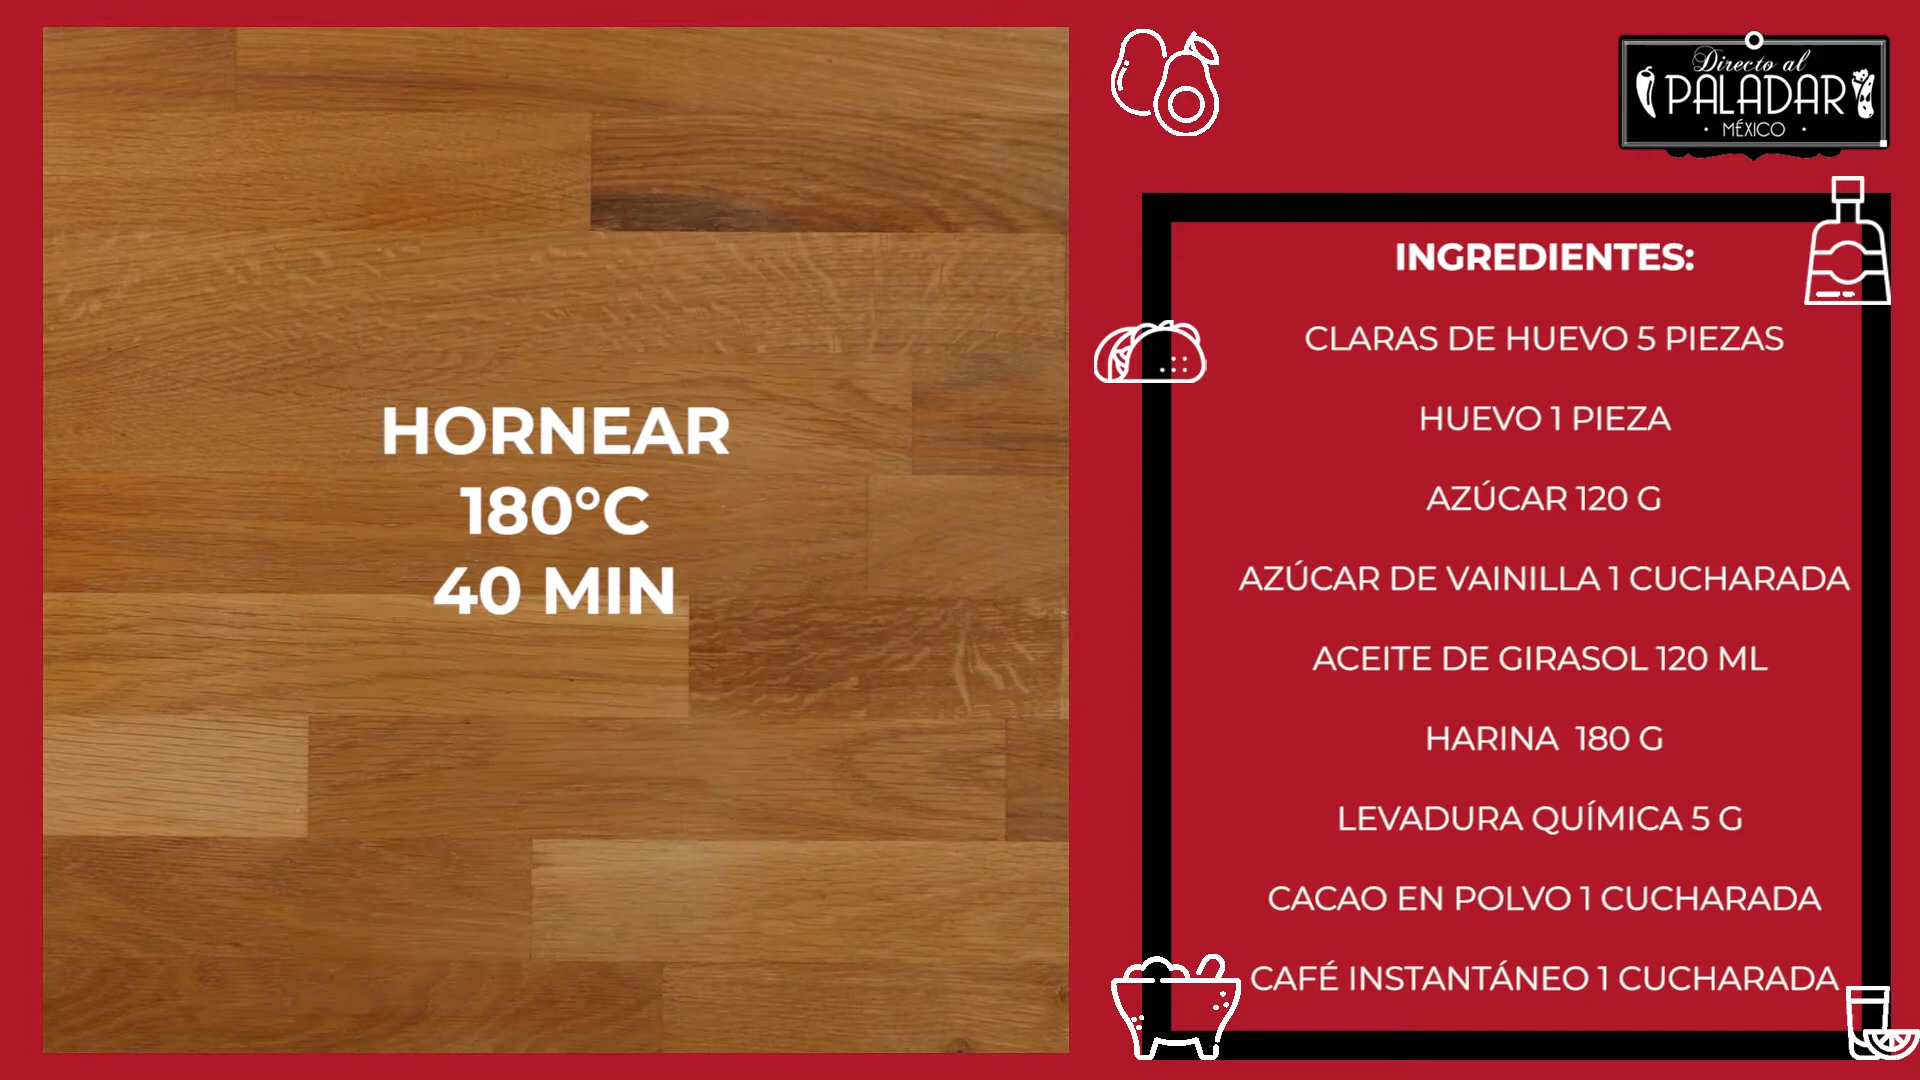 HORNEAR
180°C
40 MIN
Directo al
PALADAR
· MÉXICO ·
INGREDIENTES:
CLARAS DE HUEVO 5 PIEZAS
HUEVO 1 PIEZA
AZÚCAR 120 G
AZÚCAR DE VAINILLA 1 CUCHARADA
ACEITE DE GIRASOL 120 ML
HARINA 180 G
LEVADURA QUÍMICA 5 G
CACAO EN POLVO 1 CUCHARADA
CAFÉ INSTANTÁNEO 1 CUCHARADA